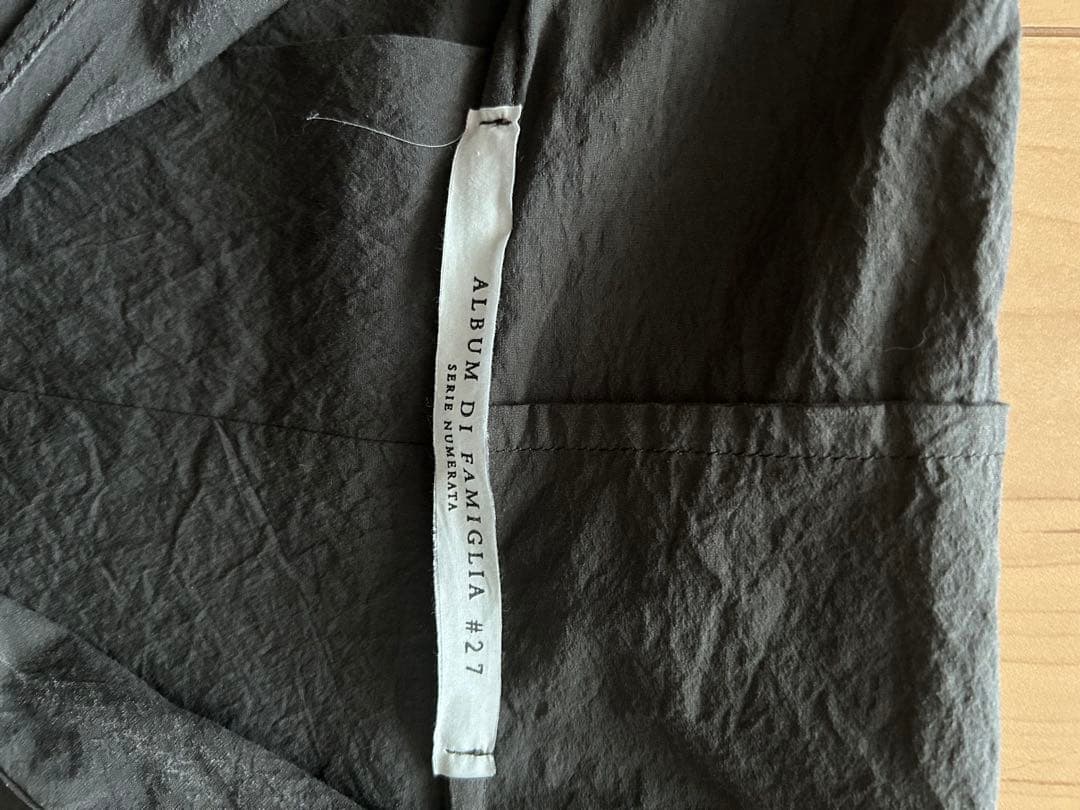 ALBUM DI FAMIGLIA #27
SERIE NUMERATA